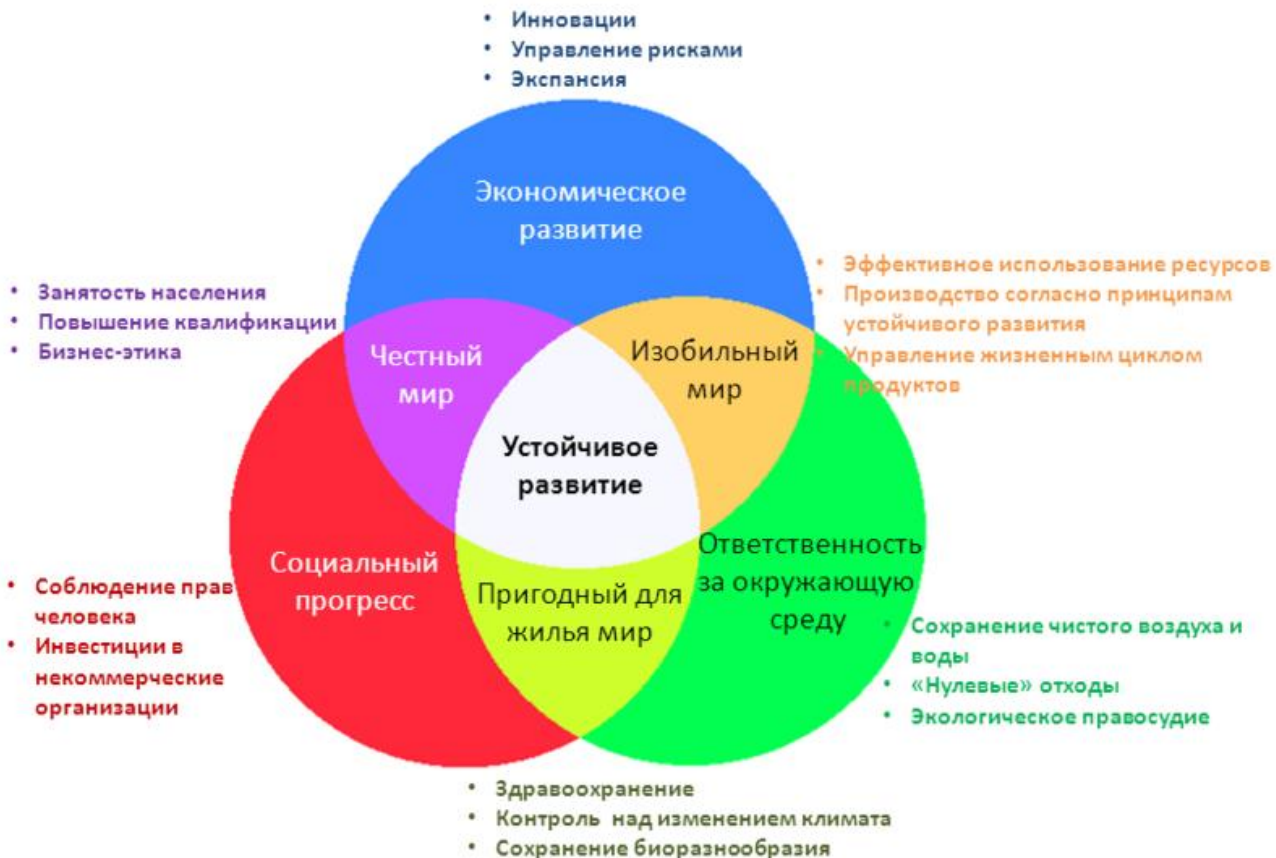 • Инновации
• Управление рисками
• Экспансия
Экономическое
развитие
• Занятость населения
• Повышение квалификации
• Бизнес-этика
• Эффективное использование ресурсов
• Производство согласно принципам
устойчивого развития
• Управление жизненным циклом
продуктов
Честный
мир
Изобильный
мир
Устойчивое
развитие
Социальный
прогресс
Пригодный для
жилья мир
Ответственность
за окружающую
среду
• Соблюдение прав
человека
• Инвестиции в
некоммерческие
организации
• Сохранение чистого воздуха и
воды
• «Нулевые» отходы
• Экологическое правосудие
• Здравоохранение
• Контроль над изменением климата
• Сохранение биоразнообразия